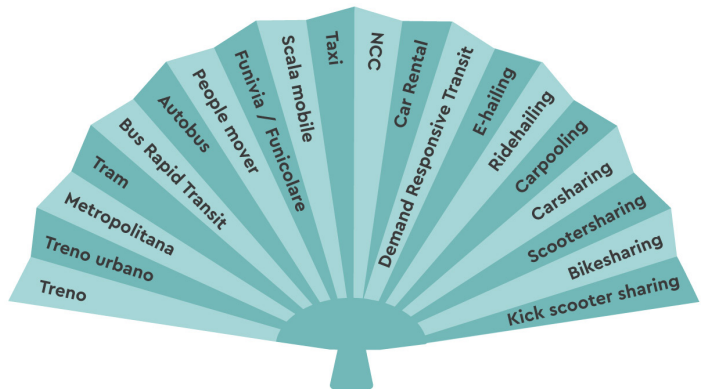 Treno
Treno urbano
Metropolitana
Tram
Bus Rapid Transit
Autobus
People mover
Funivia / Funicolare
Scala mobile
Taxi
NCC
Car Rental
Demand Responsive Transit
E-hailing
Ridehailing
Carpooling
Carsharing
Scootersharing
Bikesharing
Kick scooter sharing